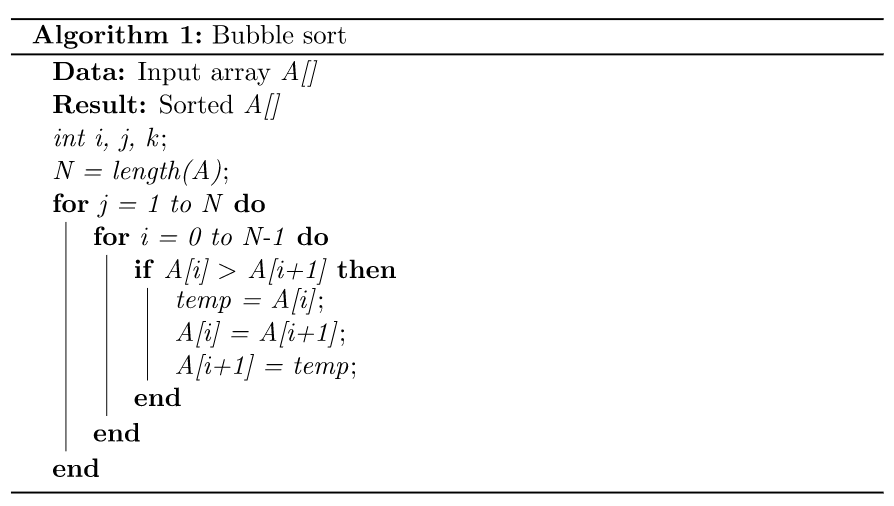 Algorithm 1: Bubble sort
Data: Input array A[]
Result: Sorted A[]
int i, j, k;
N = length(A);
for j = 1 to N do
for i = 0 to N-1 do
if A[i] > A[i+1] then
temp = A[i];
A[i] = A[i+1];
A[i+1] = temp;
end
end
end